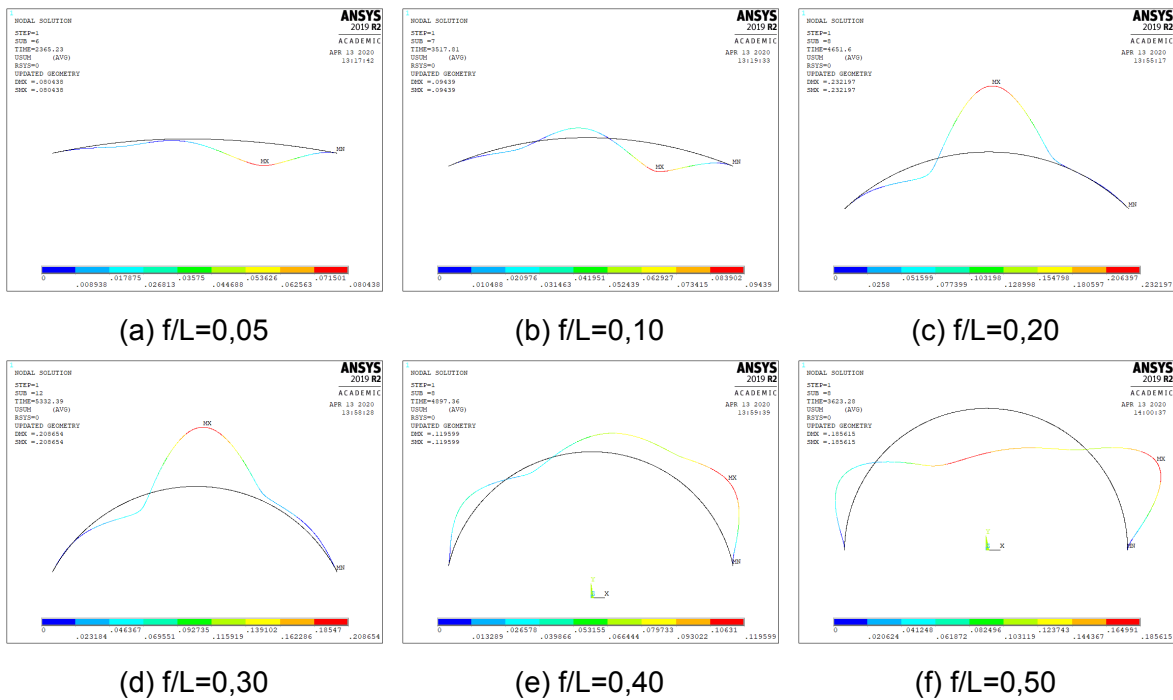 1
NODAL SOLUTION
STEP=1
SUB =6
TIME=2365.23
USUM (AVG)
RSYS=0
UPDATED GEOMETRY
DMX =.080438
SMX =.080438
ANSYS
2019 R2
ACADEMIC
APR 13 2020
13:17:42
MX
MN
0 .017875 .03575 .053626 .071501
.008938 .026813 .044688 .062563 .080438
(a) f/L=0,05
1
NODAL SOLUTION
STEP=1
SUB =7
TIME=3517.81
USUM (AVG)
RSYS=0
UPDATED GEOMETRY
DMX =.09439
SMX =.09439
ANSYS
2019 R2
ACADEMIC
APR 13 2020
13:19:33
MX
MN
0 .020976 .041951 .062927 .083902
.010488 .031463 .052439 .073415 .09439
(b) f/L=0,10
1
NODAL SOLUTION
STEP=1
SUB =8
TIME=4651.6
USUM (AVG)
RSYS=0
UPDATED GEOMETRY
DMX =.232197
SMX =.232197
ANSYS
2019 R2
ACADEMIC
APR 13 2020
13:55:17
MX
MN
0 .051599 .103198 .154798 .206397
.0258 .077399 .128998 .180597 .232197
(c) f/L=0,20
1
NODAL SOLUTION
STEP=1
SUB =12
TIME=5332.39
USUM (AVG)
RSYS=0
UPDATED GEOMETRY
DMX =.208654
SMX =.208654
ANSYS
2019 R2
ACADEMIC
APR 13 2020
13:58:28
MX
MN
0 .046367 .092735 .139102 .18547
.023184 .069551 .115919 .162286 .208654
(d) f/L=0,30
1
NODAL SOLUTION
STEP=1
SUB =8
TIME=4897.36
USUM (AVG)
RSYS=0
UPDATED GEOMETRY
DMX =.119599
SMX =.119599
ANSYS
2019 R2
ACADEMIC
APR 13 2020
13:59:39
MX
MN
X
0 .026578 .053155 .079733 .10631
.013289 .039866 .066444 .093022 .119599
(e) f/L=0,40
1
NODAL SOLUTION
STEP=1
SUB =8
TIME=3623.28
USUM (AVG)
RSYS=0
UPDATED GEOMETRY
DMX =.185615
SMX =.185615
ANSYS
2019 R2
ACADEMIC
APR 13 2020
14:00:37
MX
MN
X
0 .041248 .082496 .123743 .164991
.020624 .061872 .103119 .144367 .185615
(f) f/L=0,50